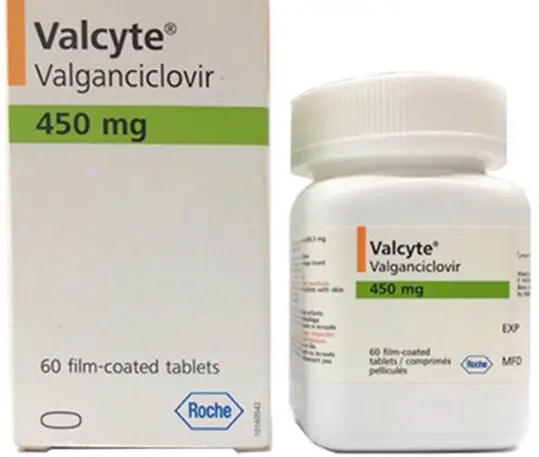 Valcyte®
Valganciclovir
450 mg
60 film-coated tablets
Roche
10160542
Valcyte®
Valganciclovir
450 mg
60 film-coated
tablets / comprimés
pelliculés
Roche
EXP
MFD